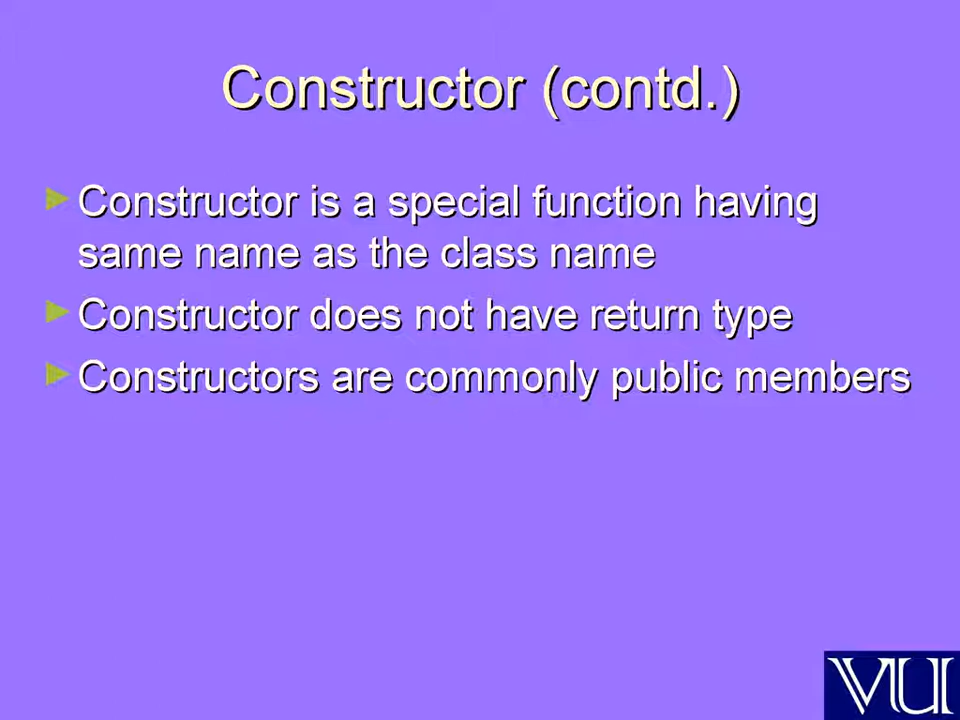 Constructor (contd.)
Constructor is a special function having
same name as the class name
Constructor does not have return type
Constructors are commonly public members
VU